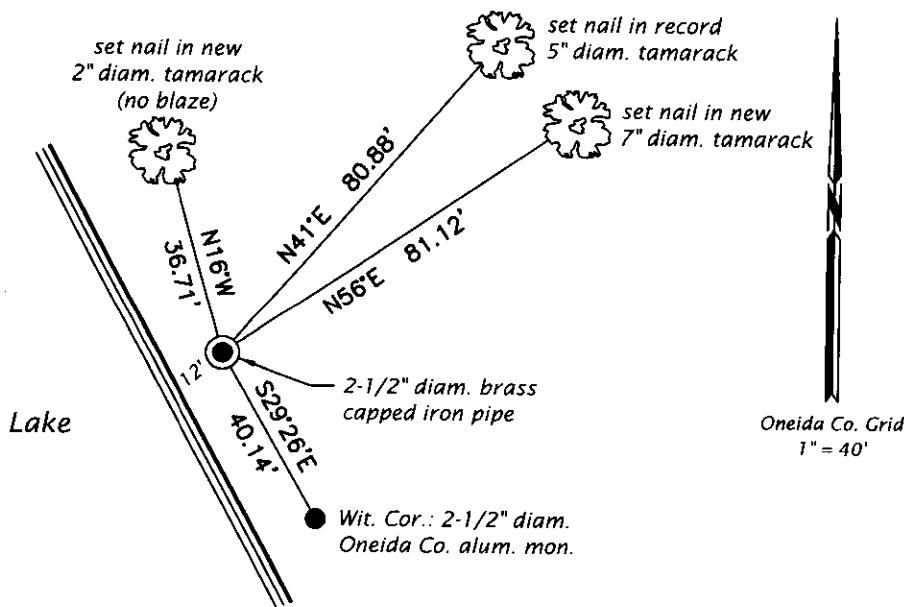 set nail in new
2" diam. tamarack
(no blaze)
set nail in record
5" diam. tamarack
set nail in new
7" diam. tamarack
N16°W
36.71'
N41°E 80.88'
N56°E 81.12'
12'
2-1/2" diam. brass
capped iron pipe
S29°26'E
40.14'
Lake
Wit. Cor.: 2-1/2" diam.
Oneida Co. alum. mon.
N
Oneida Co. Grid
1" = 40'